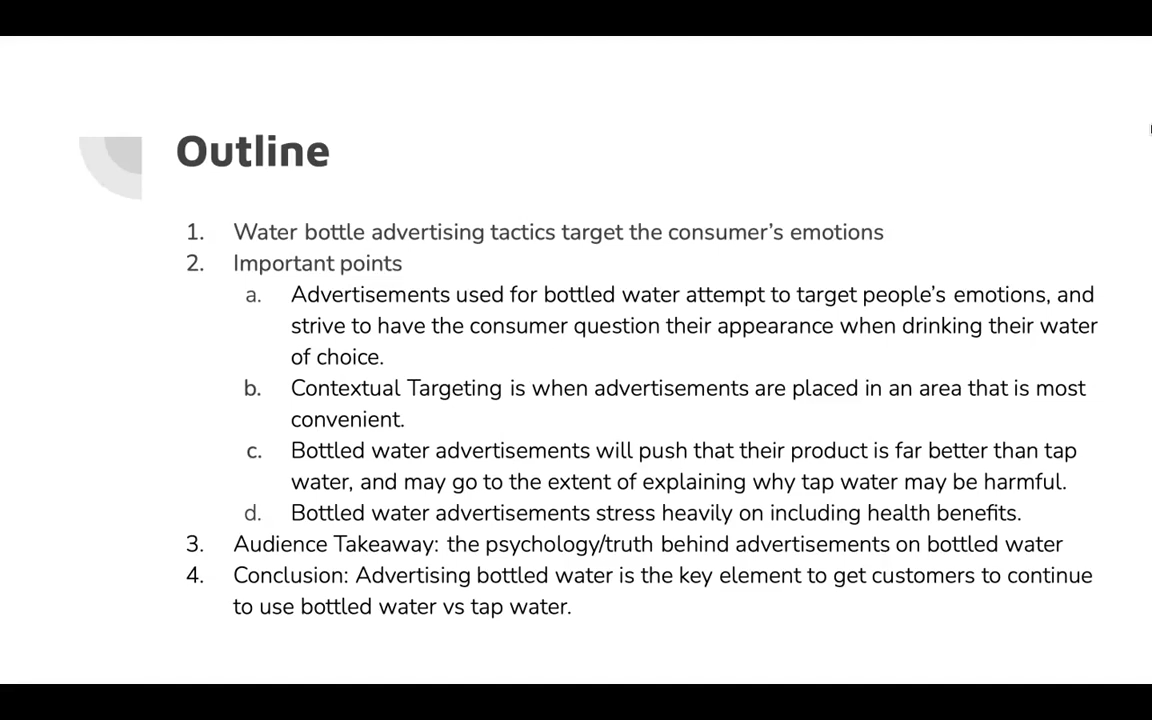 Outline
1. Water bottle advertising tactics target the consumer's emotions
2. Important points
a. Advertisements used for bottled water attempt to target people's emotions, and
strive to have the consumer question their appearance when drinking their water
of choice.
b. Contextual Targeting is when advertisements are placed in an area that is most
convenient.
c. Bottled water advertisements will push that their product is far better than tap
water, and may go to the extent of explaining why tap water may be harmful.
d. Bottled water advertisements stress heavily on including health benefits.
3. Audience Takeaway: the psychology/truth behind advertisements on bottled water
4. Conclusion: Advertising bottled water is the key element to get customers to continue
to use bottled water vs tap water.